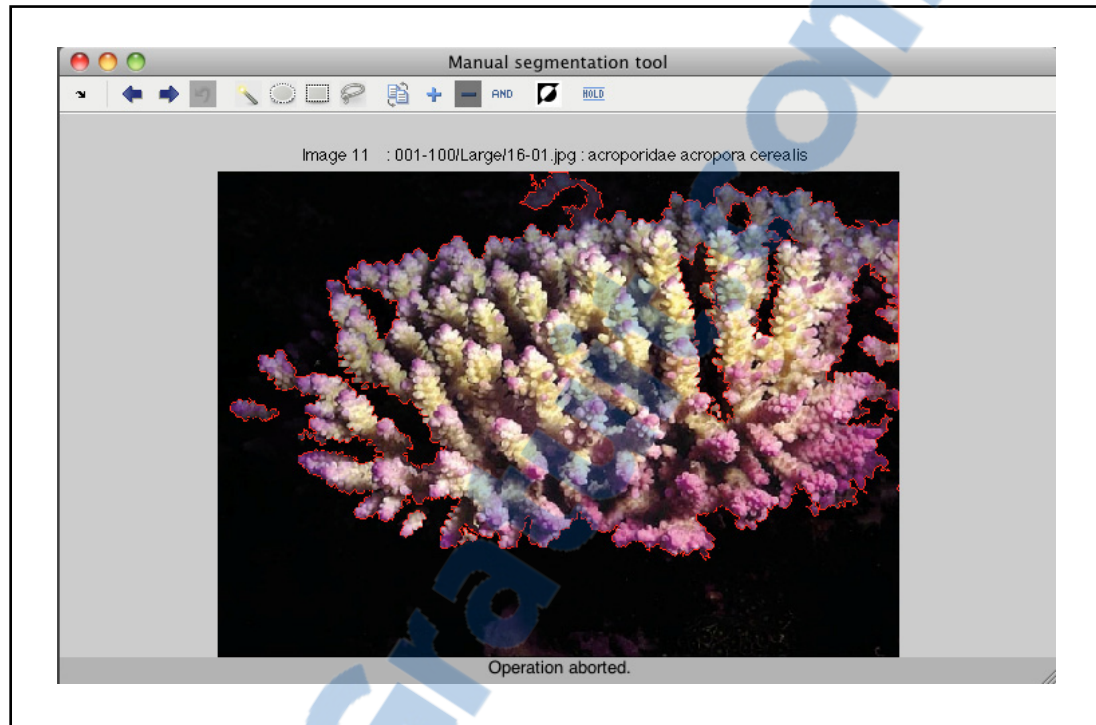 Manual segmentation tool
AND
HOLD
Image 11 : 001-100/Large/16-01.jpg : acroporidae acropora cerealis
Operation aborted.